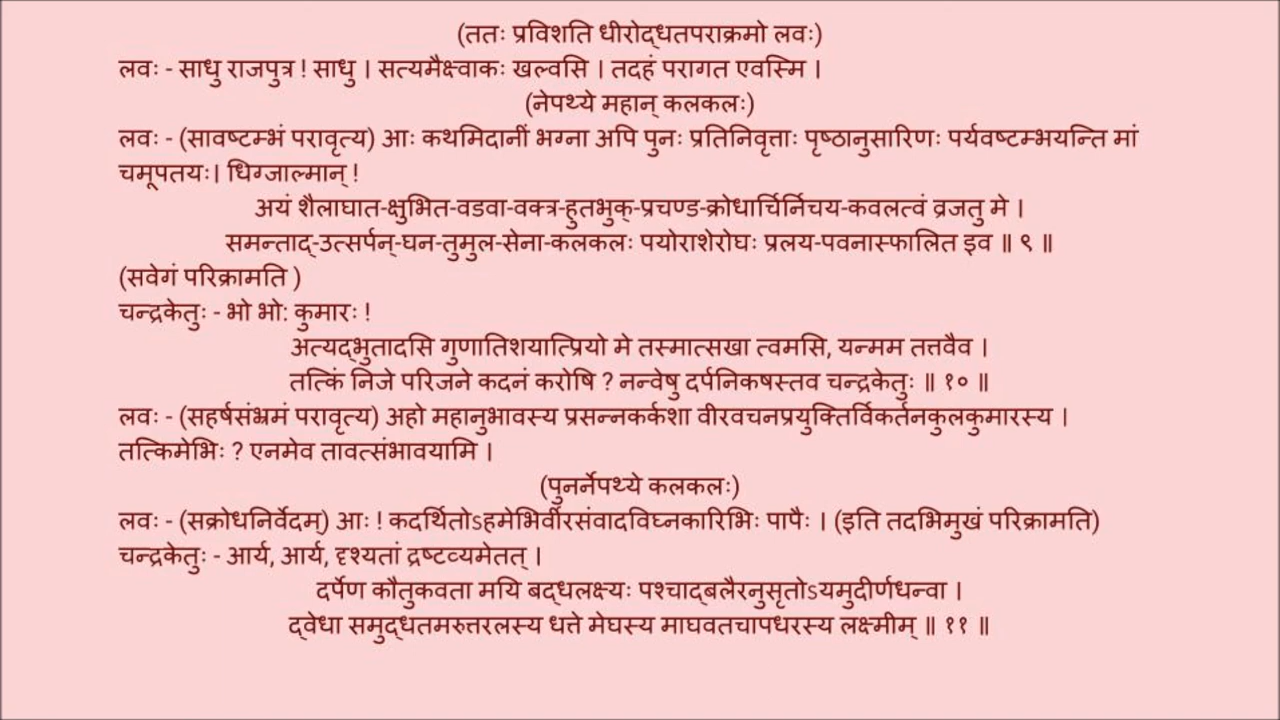 (ततः प्रविशति धीरोद्धतपराक्रमो लवः)
लवः - साधु राजपुत्र ! साधु । सत्यमैक्ष्वाकः खल्वसि । तदहं परागत एवस्मि ।
(नेपथ्ये महान् कलकलः)
लवः - (सावष्टम्भं परावृत्य) आः कथमिदानीं भग्ना अपि पुनः प्रतिनिवृत्ताः पृष्ठानुसारिणः पर्यवष्टम्भयन्ति मां
चमूपतयः। धिग्जाल्मान् !
अयं शैलाघात-क्षुभित-वडवा-वक्त्र-हुतभुक्-प्रचण्ड-क्रोधार्चिर्निचय-कवलत्वं व्रजतु मे ।
समन्ताद्-उत्सर्पन्-घन-तुमुल-सेना-कलकलः पयोराशेरोघः प्रलय-पवनास्फालित इव ॥ ९ ॥
(सवेगं परिक्रामति )
चन्द्रकेतुः - भो भो: कुमारः !
अत्यद्भुतादसि गुणातिशयात्प्रियो मे तस्मात्सखा त्वमसि, यन्मम तत्तवैव ।
तत्किं निजे परिजने कदनं करोषि ? नन्वेषु दर्पनिकषस्तव चन्द्रकेतुः ॥ १० ॥
लवः - (सहर्षसंभ्रमं परावृत्य) अहो महानुभावस्य प्रसन्नकर्कशा वीरवचनप्रयुक्तिर्विकर्तनकुलकुमारस्य ।
तत्किमेभिः ? एनमेव तावत्संभावयामि ।
(पुनर्नेपथ्ये कलकलः)
लवः - (सक्रोधनिर्वेदम्) आः ! कदर्थितोऽहमेभिर्वीरसंवादविघ्नकारिभिः पापैः । (इति तदभिमुखं परिक्रामति)
चन्द्रकेतुः - आर्य, आर्य, दृश्यतां द्रष्टव्यमेतत् ।
दर्पेण कौतुकवता मयि बद्धलक्ष्यः पश्चाद्बलैरनुसृतोऽयमुदीर्णधन्वा ।
द्वेधा समुद्धतमरुत्तरलस्य धत्ते मेघस्य माघवतचापधरस्य लक्ष्मीम् ॥ ११ ॥